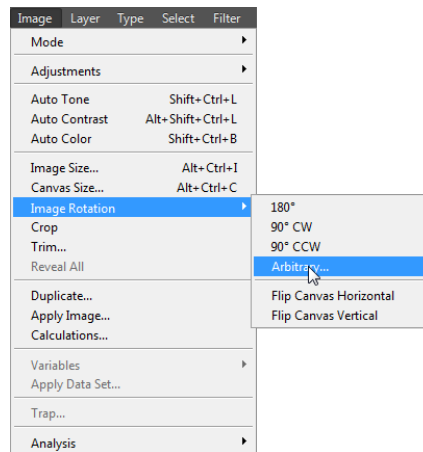 Image Layer Type Select Filter
Mode
Adjustments
Auto Tone Shift+Ctrl+L
Auto Contrast Alt+Shift+Ctrl+L
Auto Color Shift+Ctrl+B
Image Size... Alt+Ctrl+I
Canvas Size... Alt+Ctrl+C
Image Rotation
180°
Crop
90° CW
Trim...
90° CCW
Reveal All
Arbitrary...
Duplicate...
Flip Canvas Horizontal
Apply Image...
Flip Canvas Vertical
Calculations...
Variables
Apply Data Set...
Trap...
Analysis